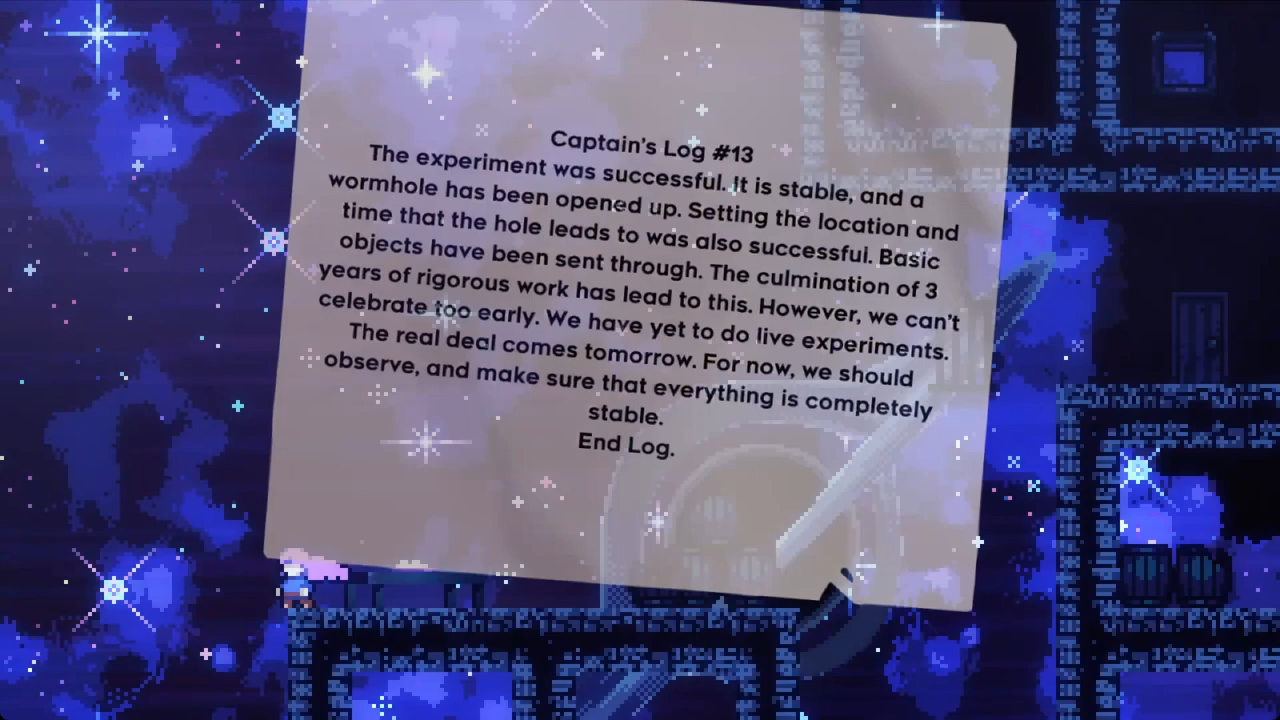 Captain's Log #13
The experiment was successful. It is stable, and a
wormhole has been opened up. Setting the location and
time that the hole leads to was also successful. Basic
objects have been sent through. The culmination of 3
years of rigorous work has lead to this. However, we can't
celebrate too early. We have yet to do live experiments.
The real deal comes tomorrow. For now, we should
observe, and make sure that everything is completely
stable.
End Log.